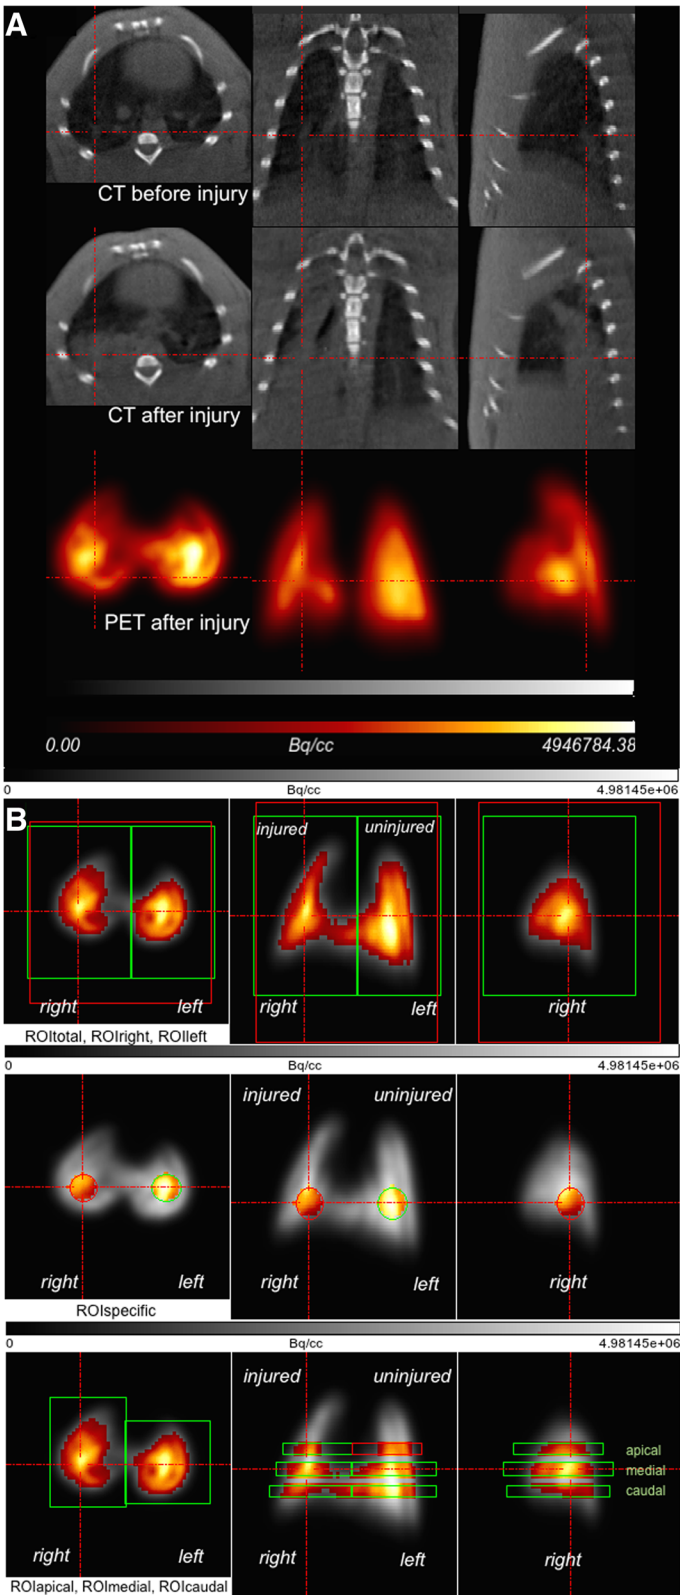 A
CT before injury
CT after injury
PET after injury
0.00 Bq/cc 4946784.38
0 Bq/cc 4.98145e+06
B
injured uninjured
right left right left right
ROItotal, ROIright, ROIleft
0 Bq/cc 4.98145e+06
injured uninjured
right left right left right
ROIspecific
0 Bq/cc 4.98145e+06
injured uninjured
apical
medial
caudal
right left right left right
ROIapical, ROImedial, ROIcaudal